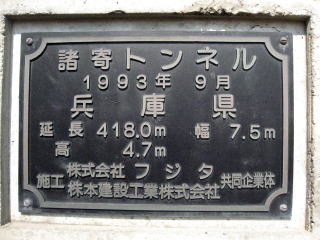 諸寄トンネル
1993年 9月
兵庫県
延長 418.0m 幅 7.5m
高 4.7m
施工 株式会社フジタ
株本建設工業株式会社 共同企業体